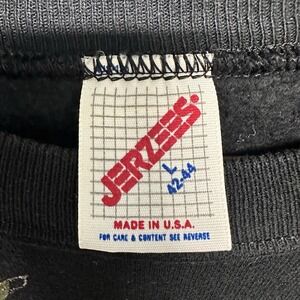 JERZEES
L
42-44
MADE IN U.S.A.
FOR CARE & CONTENT SEE REVERSE